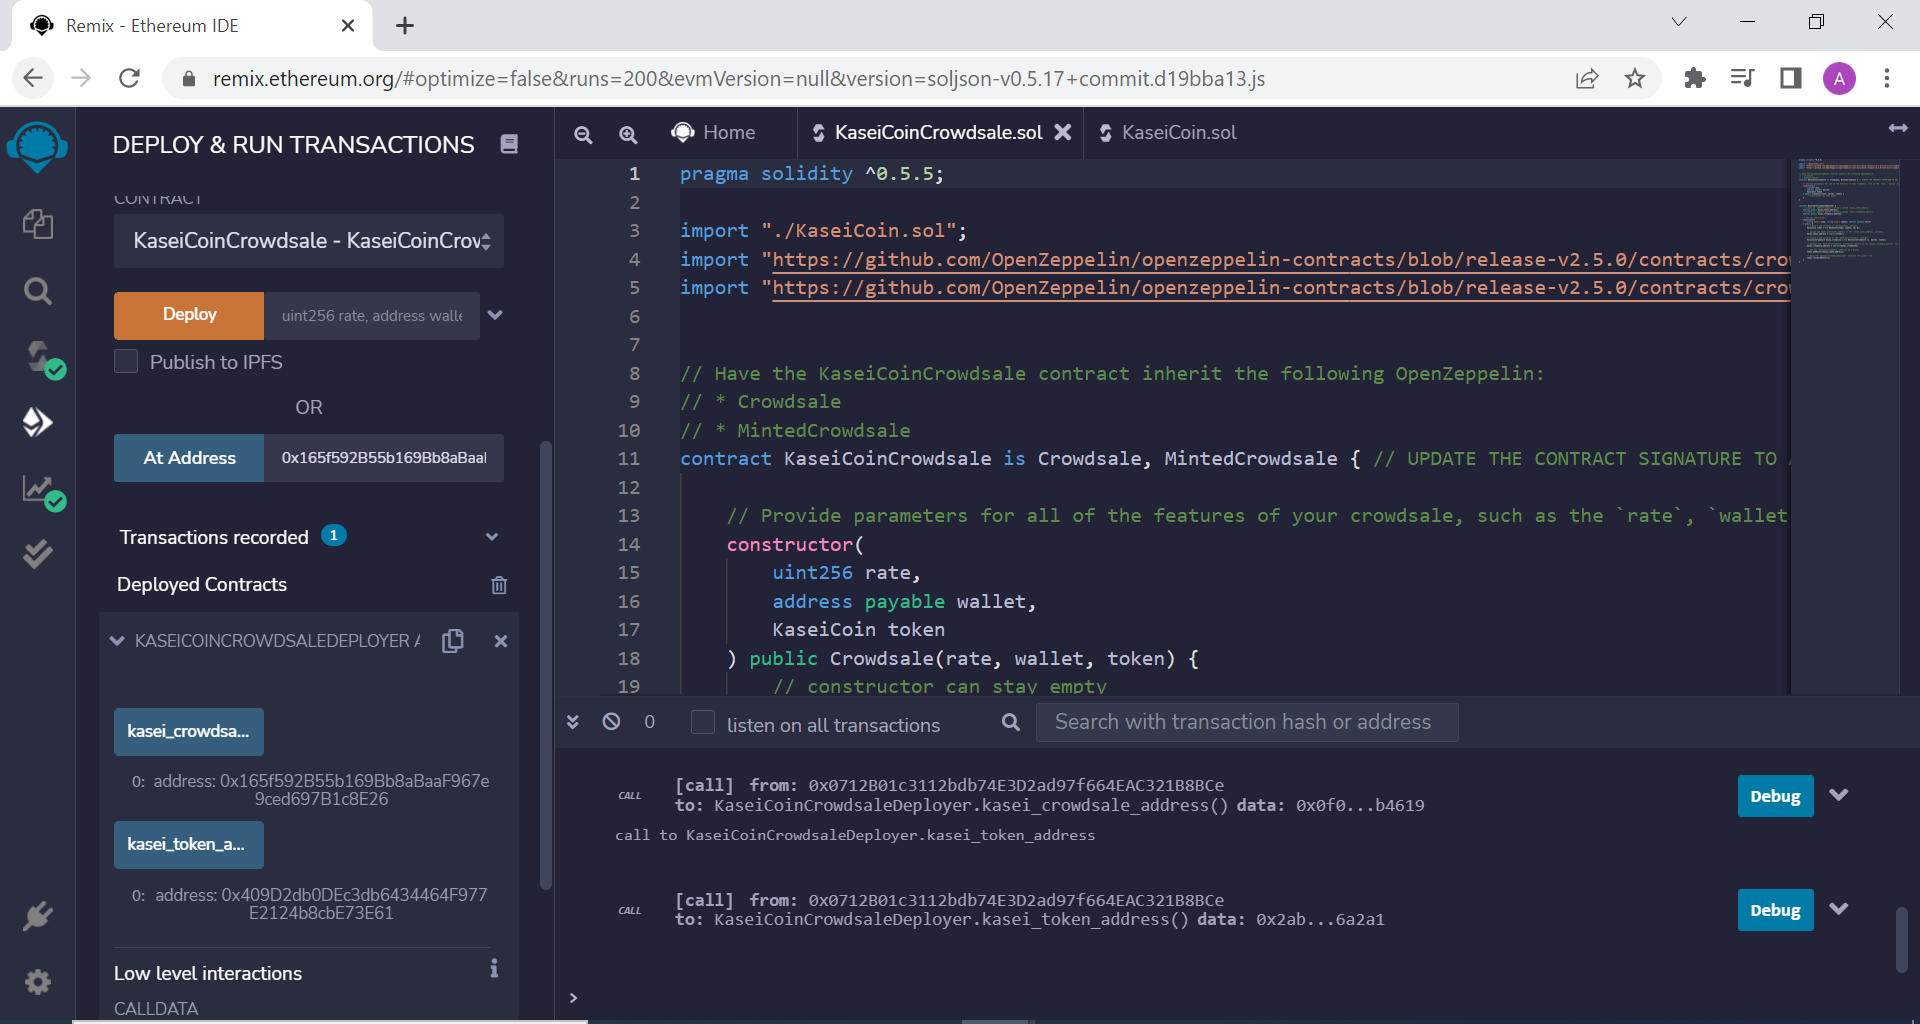 Remix - Ethereum IDE
remix.ethereum.org/#optimize=false&runs=200&evmVersion=null&version=soljson-v0.5.17+commit.d19bba13.js
A
DEPLOY & RUN TRANSACTIONS
CONTRACT
KaseiCoinCrowdsale - KaseiCoinCrow
Deploy
uint256 rate, address walle
Publish to IPFS
OR
At Address
0x165f592B55b169Bb8aBaal
Transactions recorded 1
Deployed Contracts
KASEICOINCROWDSALEDEPLOYER A
kasei_crowdsa...
0: address: 0x165f592B55b169Bb8aBaaF967e
9ced697B1c8E26
kasei_token_a...
0: address: 0x409D2db0DEc3db6434464F977
E2124b8cbE73E61
Low level interactions
CALLDATA
Home
KaseiCoinCrowdsale.sol
KaseiCoin.sol
1 pragma solidity ^0.5.5;
2
3 import "./KaseiCoin.sol";
4 import "https://github.com/OpenZeppelin/openzeppelin-contracts/blob/release-v2.5.0/contracts/crow
5 import "https://github.com/OpenZeppelin/openzeppelin-contracts/blob/release-v2.5.0/contracts/crow
6
7
8 // Have the KaseiCoinCrowdsale contract inherit the following OpenZeppelin:
9 // * Crowdsale
10 // * MintedCrowdsale
11 contract KaseiCoinCrowdsale is Crowdsale, MintedCrowdsale { // UPDATE THE CONTRACT SIGNATURE TO A
12
13 // Provide parameters for all of the features of your crowdsale, such as the `rate`, `wallet
14 constructor(
15 uint256 rate,
16 address payable wallet,
17 KaseiCoin token
18 ) public Crowdsale(rate, wallet, token) {
19 // constructor can stay empty
0
listen on all transactions
Search with transaction hash or address
CALL
[call] from: 0x0712B01c3112bdb74E3D2ad97f664EAC321B8BCe
to: KaseiCoinCrowdsaleDeployer.kasei_crowdsale_address() data: 0x0f0...b4619
Debug
call to KaseiCoinCrowdsaleDeployer.kasei_token_address
CALL
[call] from: 0x0712B01c3112bdb74E3D2ad97f664EAC321B8BCe
to: KaseiCoinCrowdsaleDeployer.kasei_token_address() data: 0x2ab...6a2a1
Debug
>